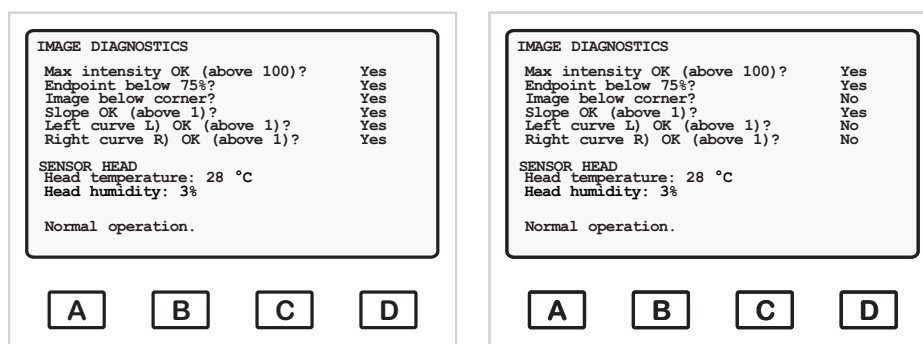 IMAGE DIAGNOSTICS
Max intensity OK (above 100)? Yes
Endpoint below 75%? Yes
Image below corner? Yes
Slope OK (above 1)? Yes
Left curve L) OK (above 1)? Yes
Right curve R) OK (above 1)? Yes
SENSOR HEAD
Head temperature: 28 °C
Head humidity: 3%
Normal operation.
A B C D
IMAGE DIAGNOSTICS
Max intensity OK (above 100)? Yes
Endpoint below 75%? Yes
Image below corner? No
Slope OK (above 1)? Yes
Left curve L) OK (above 1)? No
Right curve R) OK (above 1)? No
SENSOR HEAD
Head temperature: 28 °C
Head humidity: 3%
Normal operation.
A B C D